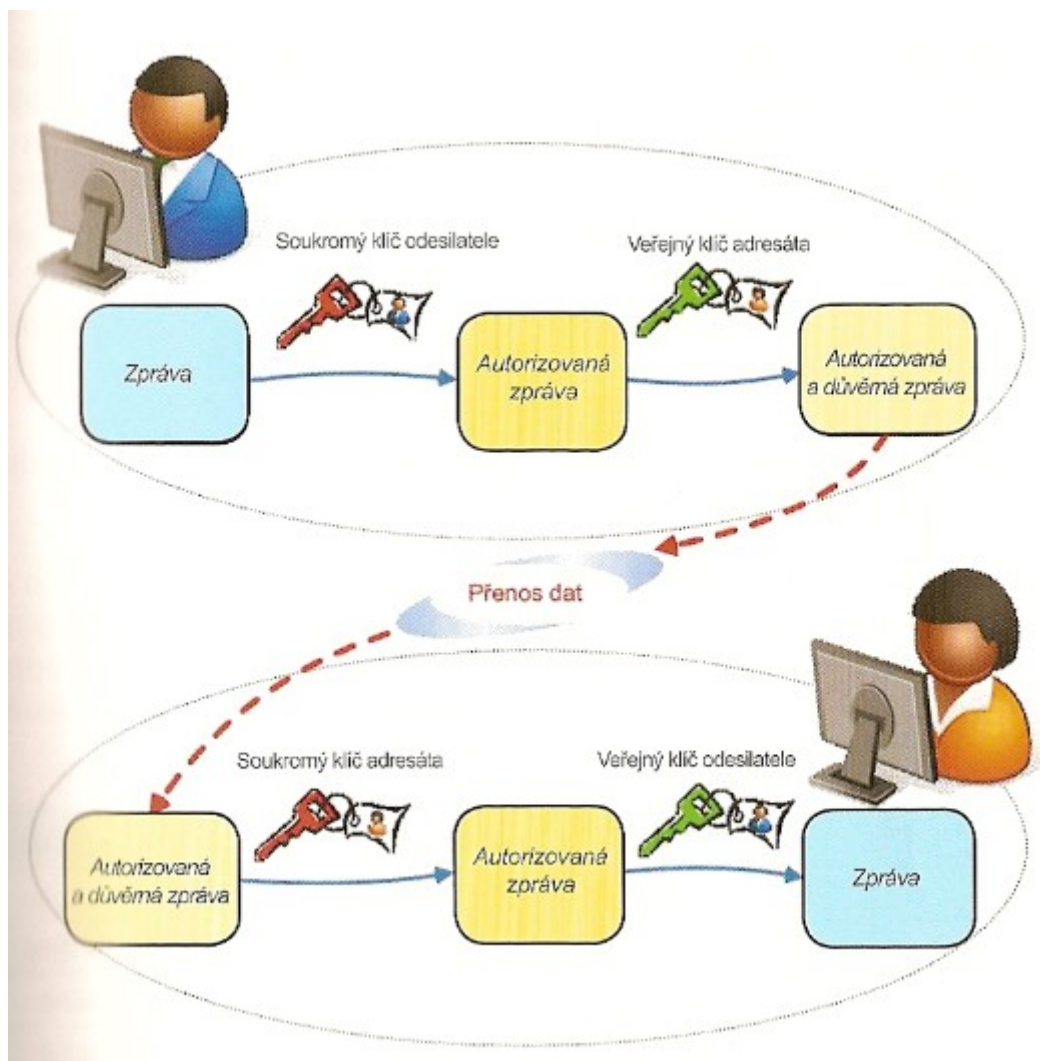 Soukromý klíč odesilatele
Veřejný klíč adresáta
Zpráva
Autorizovaná
zpráva
Autorizovaná
a důvěrná zpráva
Přenos dat
Soukromý klíč adresáta
Veřejný klíč odesilatele
Autorizovaná
a důvěrná zpráva
Autorizovaná
zpráva
Zpráva